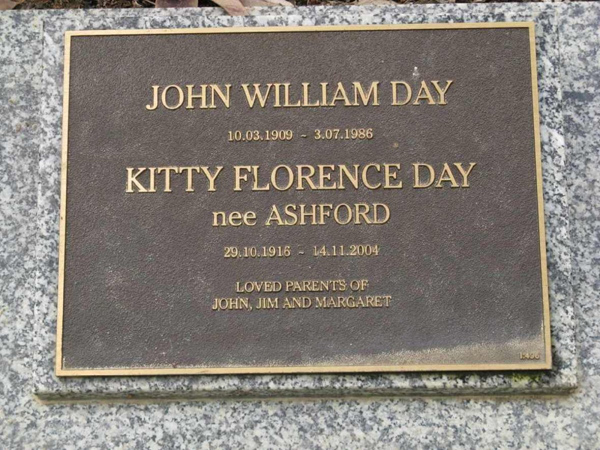 JOHN WILLIAM DAY
10.03.1909 - 3.07.1986
KITTY FLORENCE DAY
nee ASHFORD
29.10.1915 - 14.11.2004
LOVED PARENTS OF
JOHN, JIM AND MARGARET